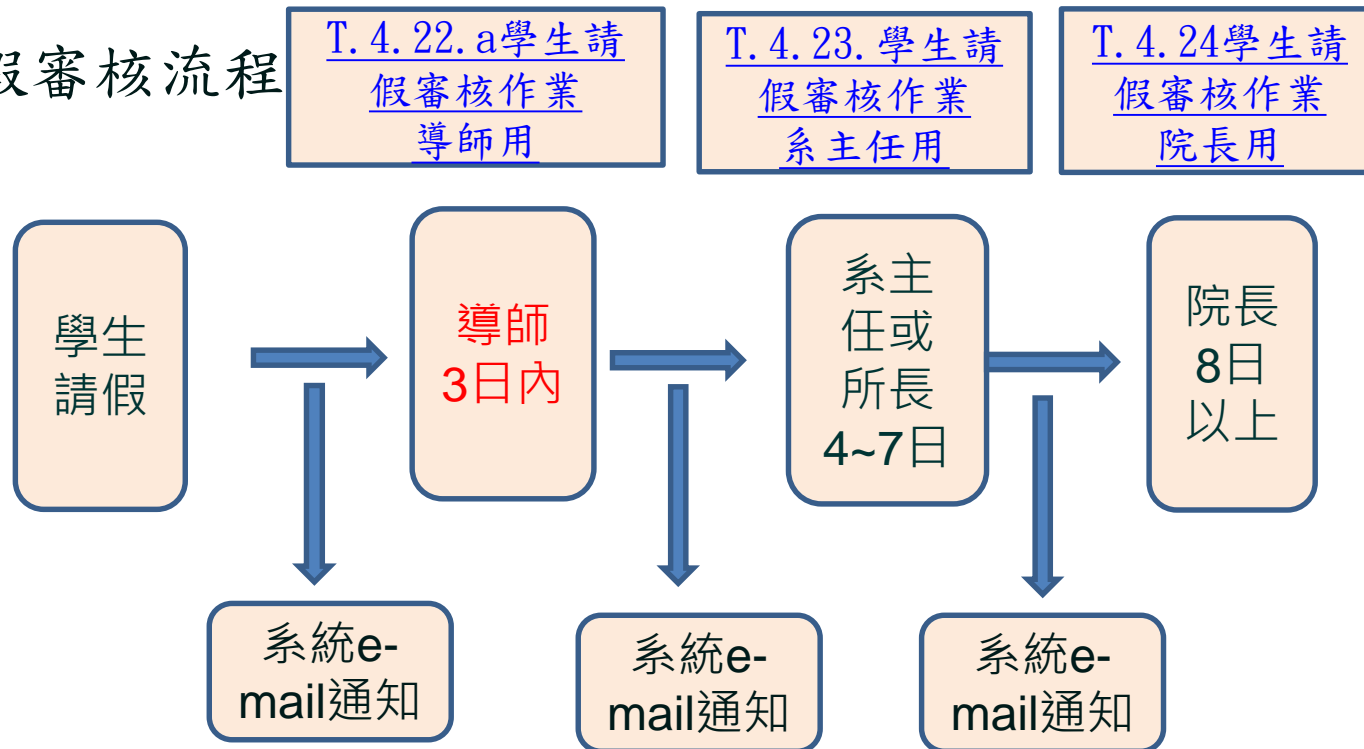 假審核流程
T.4.22.a學生請
假審核作業
導師用
T.4.23.學生請
假審核作業
系主任用
T.4.24學生請
假審核作業
院長用
學生
請假
導師
3日內
系主
任或
所長
4~7日
院長
8日
以上
系統e-
mail通知
系統e-
mail通知
系統e-
mail通知